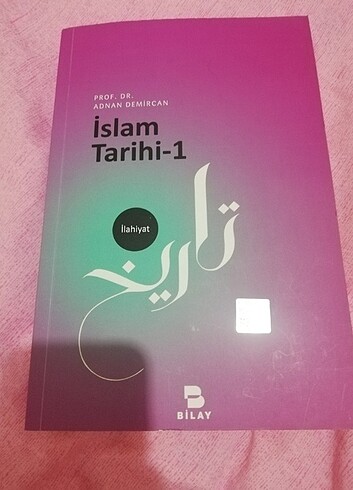 PROF. DR.
ADNAN DEMİRCAN
İslam
Tarihi-1
İlahiyat
تاريخ
BİLAY